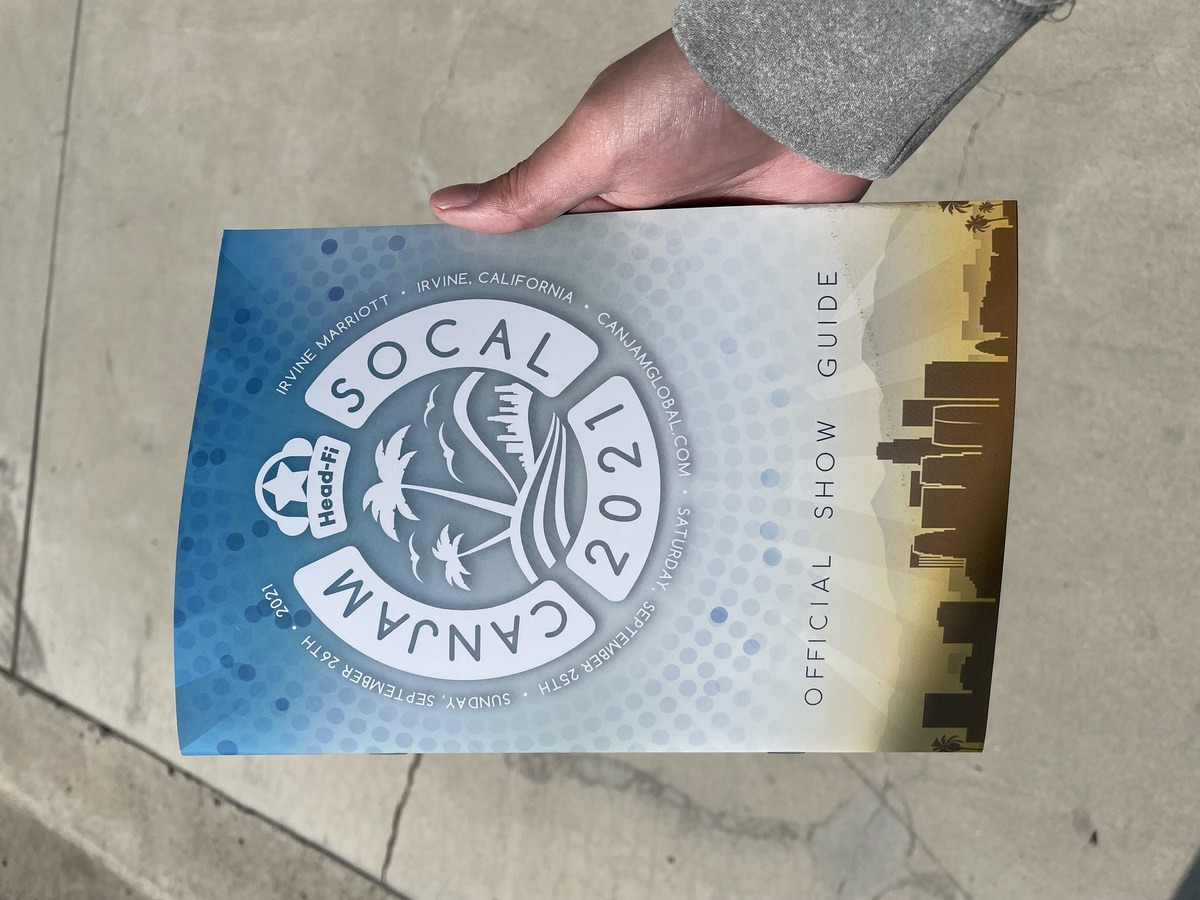 Head-Fi
CANJAM
SOCAL
2021
SATURDAY, SEPTEMBER 25TH • SUNDAY, SEPTEMBER 26TH • 2021
IRVINE MARRIOTT • IRVINE, CALIFORNIA • CANJAMGLOBAL.COM •
OFFICIAL SHOW GUIDE